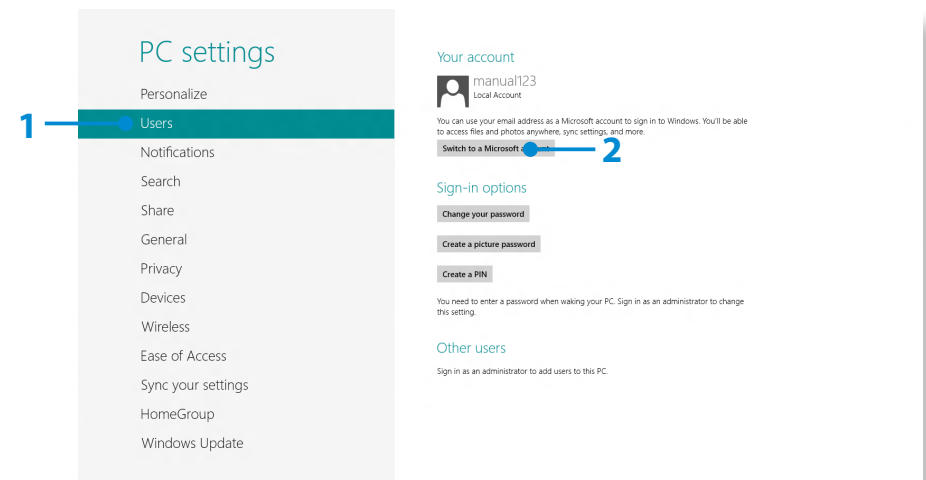 PC settings
Personalize
1
Users
Notifications
Search
Share
General
Privacy
Devices
Wireless
Ease of Access
Sync your settings
HomeGroup
Windows Update
Your account
manual123
Local Account
You can use your email address as a Microsoft account to sign in to Windows. You'll be able
to access files and photos anywhere, sync settings, and more.
Switch to a Microsoft
2
Sign-in options
Change your password
Create a picture password
Create a PIN
You need to enter a password when waking your PC. Sign in as an administrator to change
this setting.
Other users
Sign in as an administrator to add users to this PC.